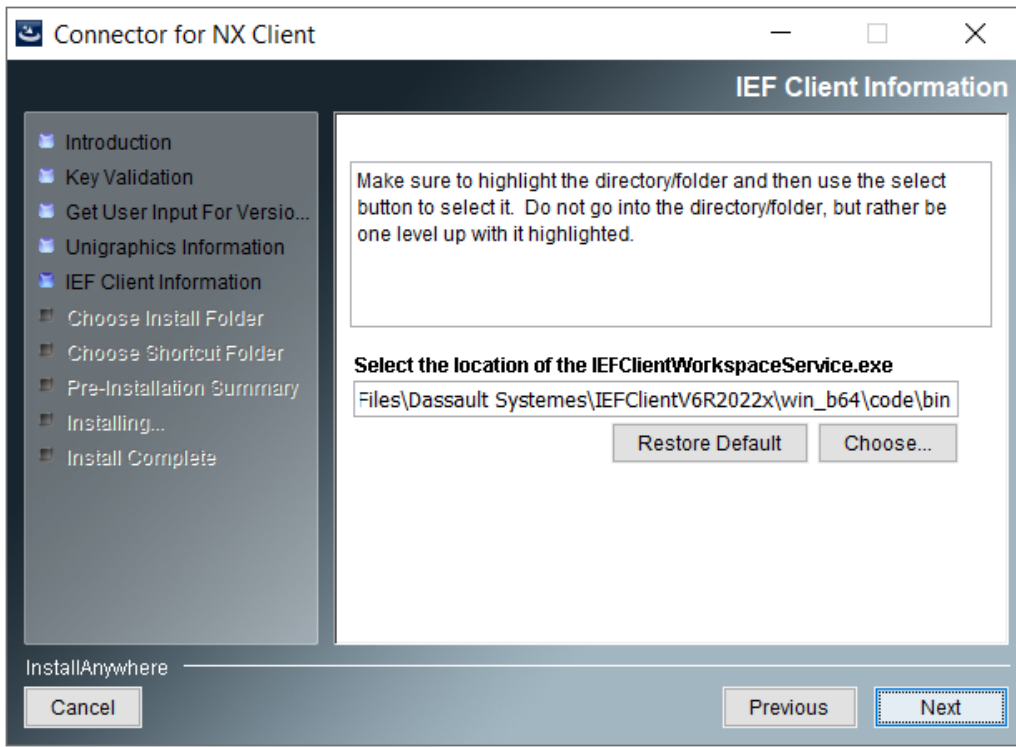 Connector for NX Client
IEF Client Information
Introduction
Key Validation
Get User Input For Versio...
Unigraphics Information
IEF Client Information
Choose Install Folder
Choose Shortcut Folder
Pre-Installation Summary
Installing...
Install Complete
Make sure to highlight the directory/folder and then use the select
button to select it.  Do not go into the directory/folder, but rather be
one level up with it highlighted.
Select the location of the IEFClientWorkspaceService.exe
Files\Dassault Systemes\IEFClientV6R2022x\win_b64\code\bin
Restore Default
Choose...
InstallAnywhere
Cancel
Previous
Next